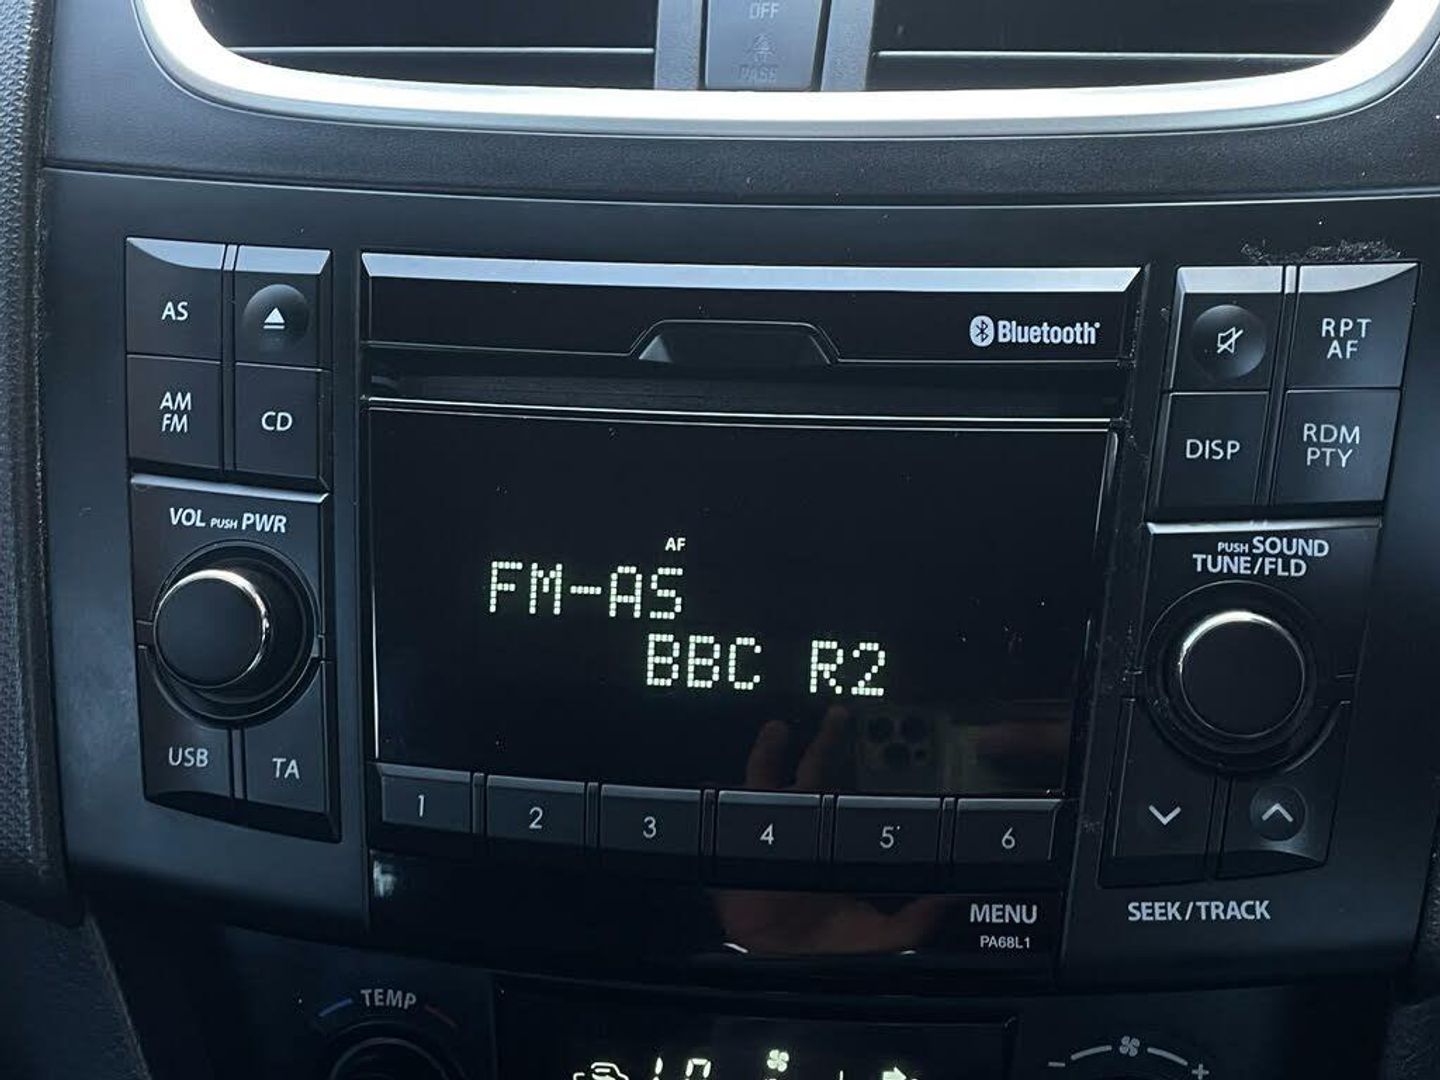 OFF
PASS
AS
AM
FM
CD
Bluetooth
RPT
AF
DISP
RDM
PTY
VOL PUSH PWR
AF
FM-AS
BBC R2
PUSH SOUND
TUNE/FLD
USB
TA
1
2
3
4
5
6
MENU
PA68L1
SEEK/TRACK
TEMP
- +